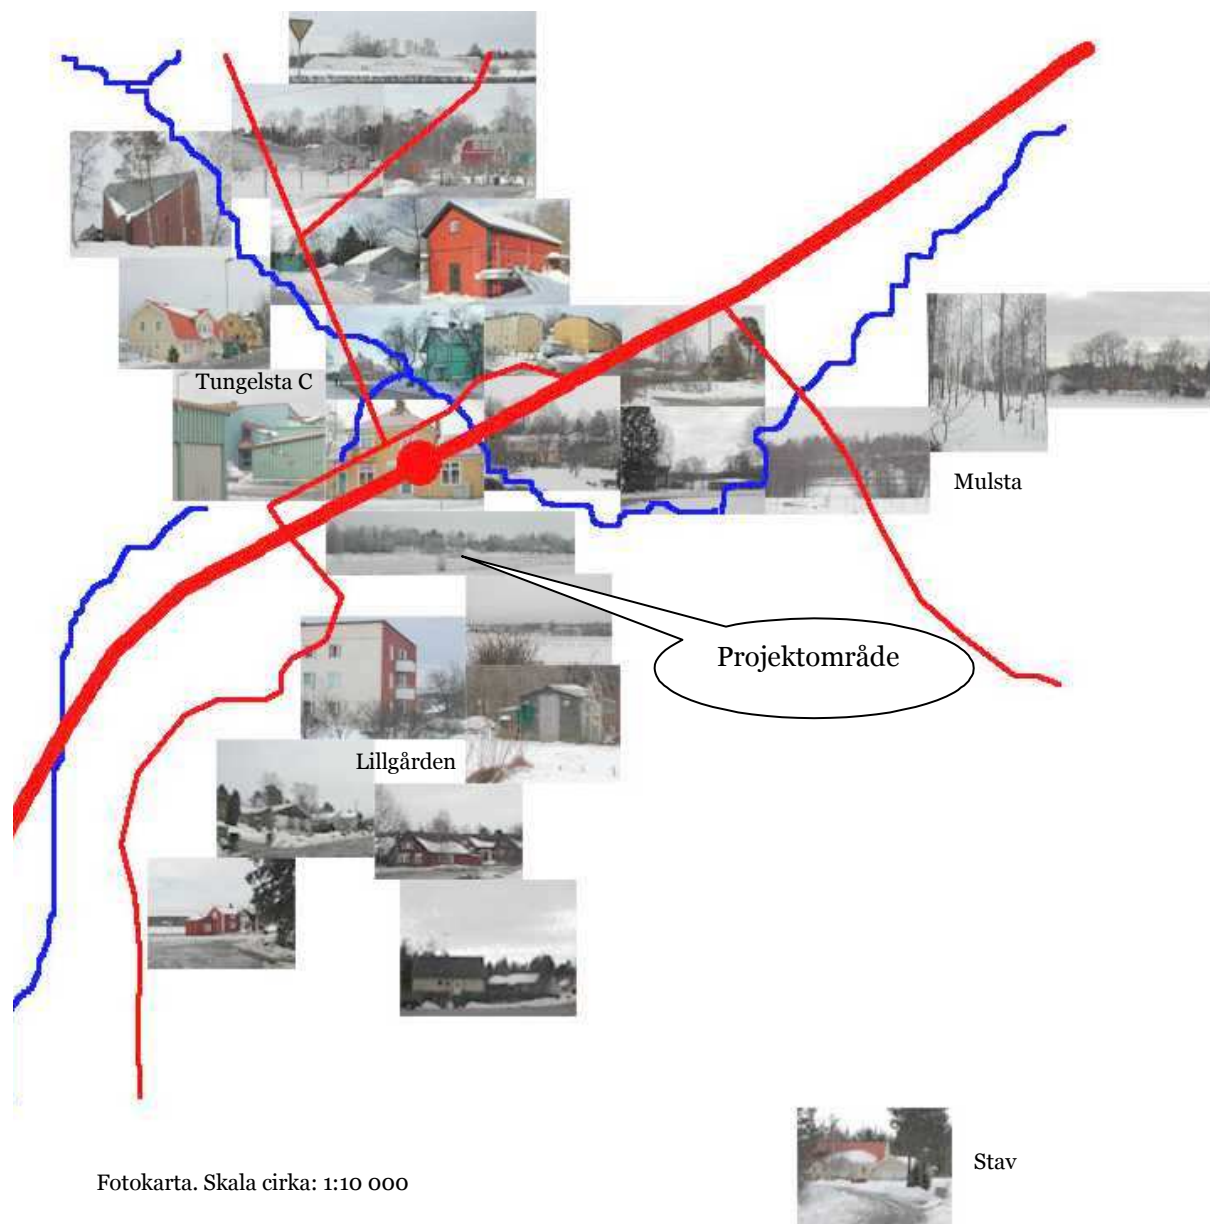 Tungelsta C
Mulsta
Projektområde
Lillgården
Stav
Fotokarta. Skala cirka: 1:10 000